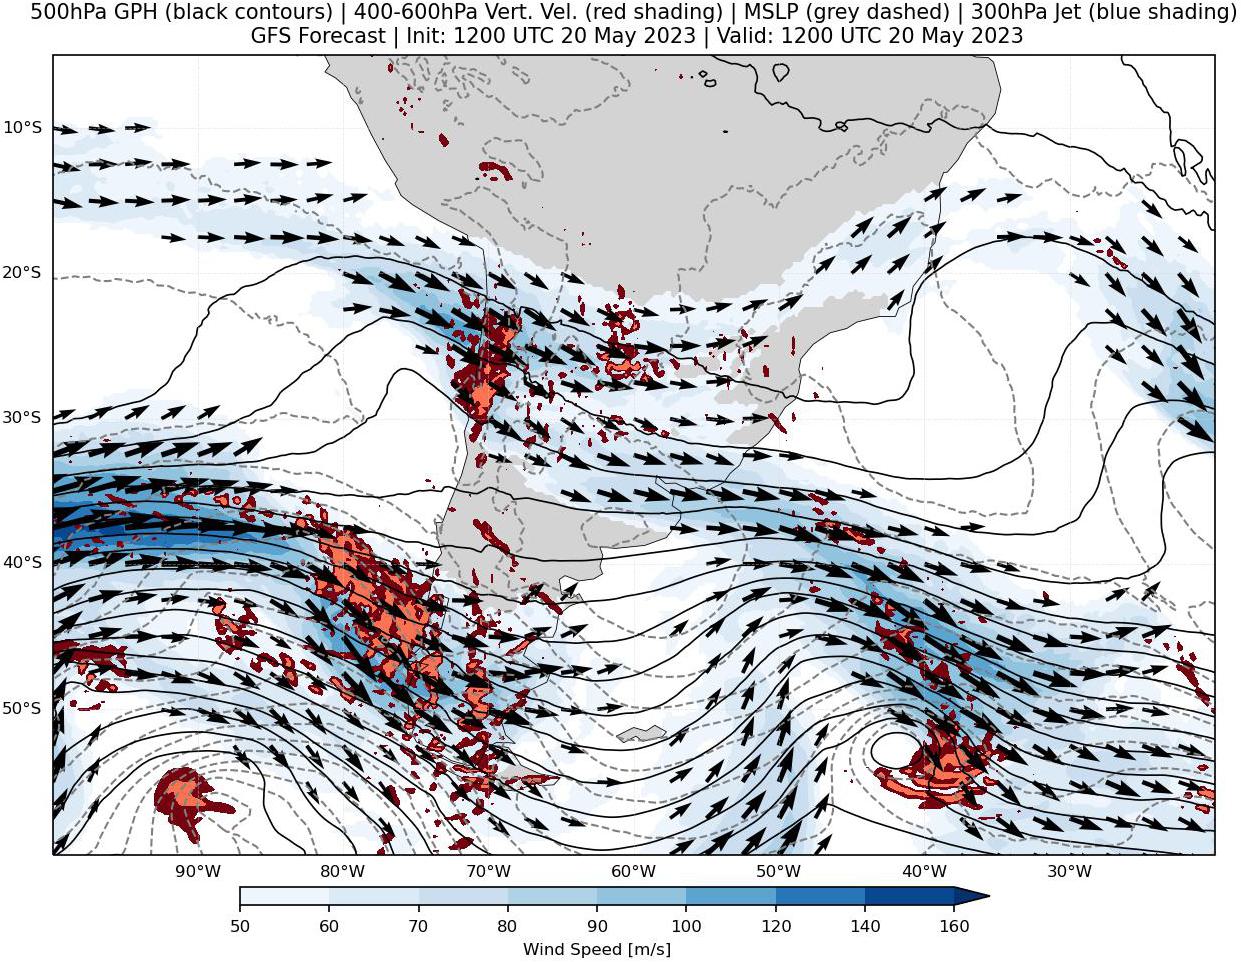 500hPa GPH (black contours) | 400-600hPa Vert. Vel. (red shading) | MSLP (grey dashed) | 300hPa Jet (blue shading)
GFS Forecast | Init: 1200 UTC 20 May 2023 | Valid: 1200 UTC 20 May 2023
10°S
20°S
30°S
40°S
50°S
90°W 80°W 70°W 60°W 50°W 40°W 30°W
50 60 70 80 90 100 120 140 160
Wind Speed [m/s]